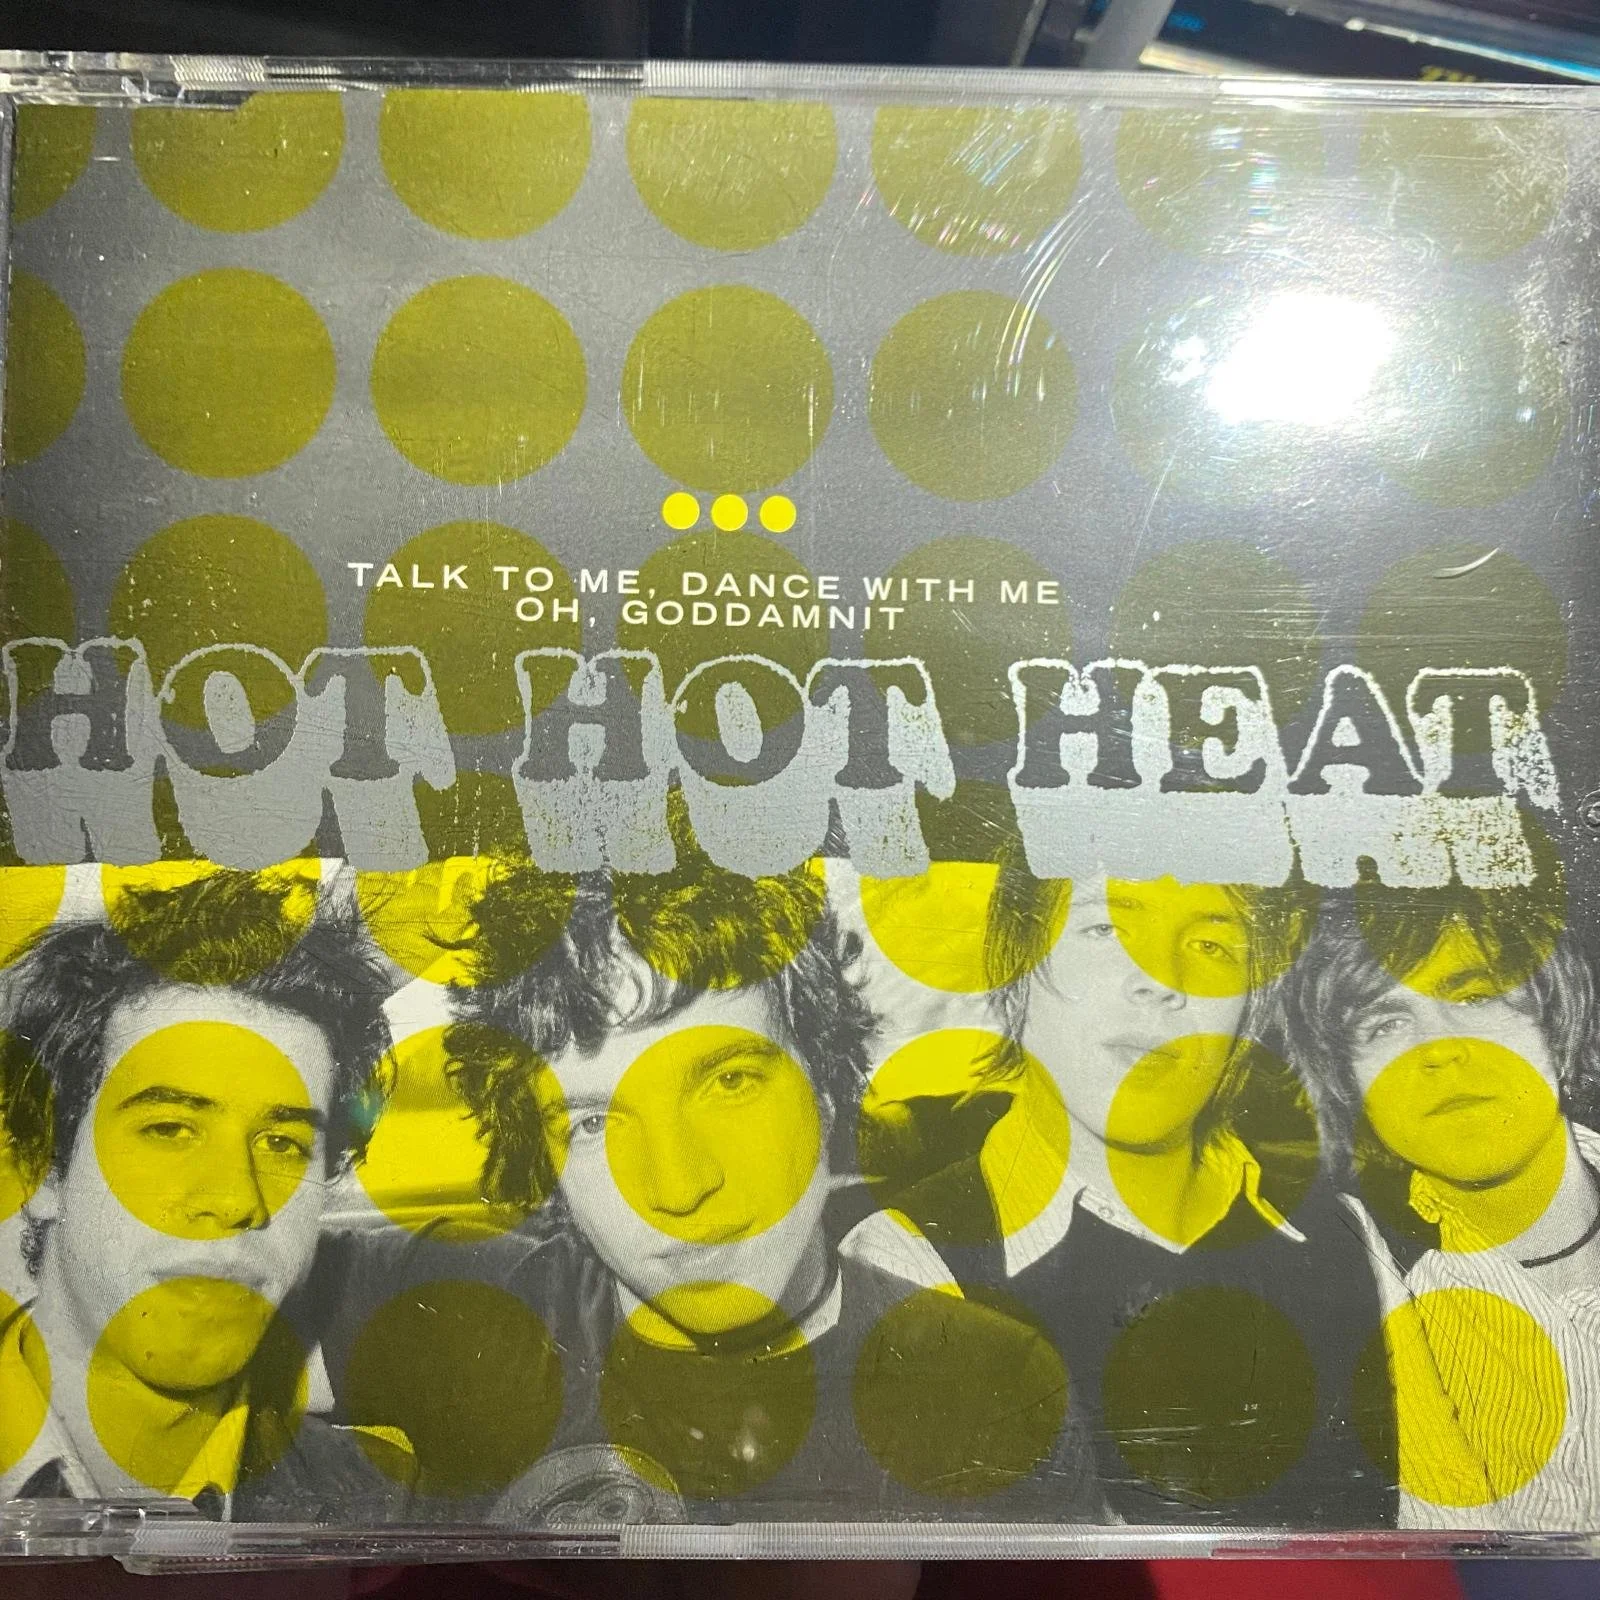 TALK TO ME, DANCE WITH ME
OH, GODDAMNIT
HOT HOT HEAT